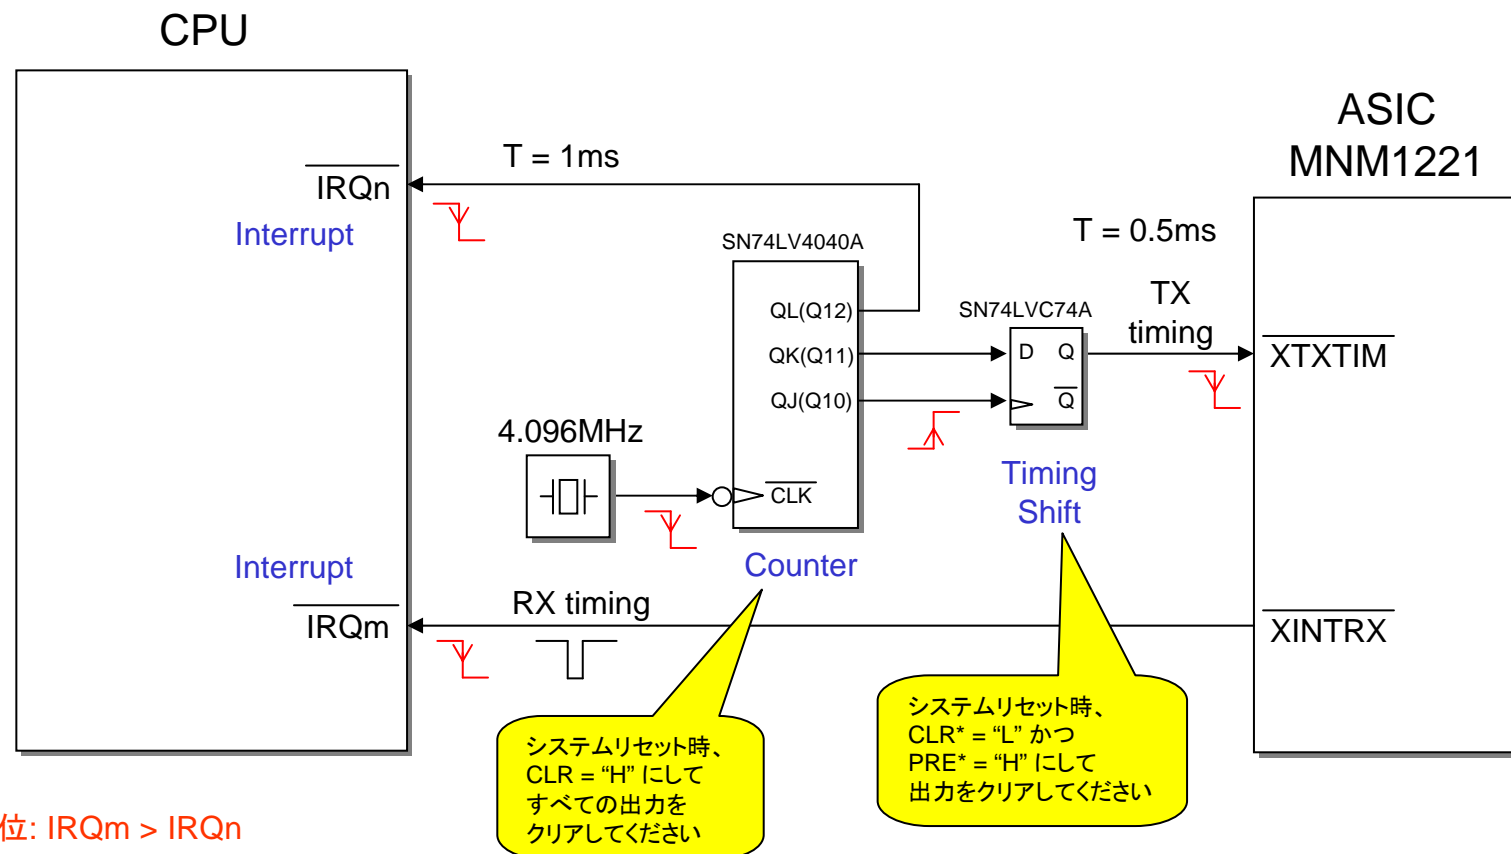 CPU
ASIC
MNM1221
T = 1ms
IRQn
Interrupt
T = 0.5ms
SN74LV4040A
SN74LVC74A
TX
timing
QL(Q12)
QK(Q11)
QJ(Q10)
D Q
Q
XTXTIM
4.096MHz
CLK
Timing
Shift
Counter
Interrupt
RX timing
IRQm
XINTRX
システムリセット時、
CLR = “H” にして
すべての出力を
クリアしてください
システムリセット時、
CLR* = “L” かつ
PRE* = “H” にして
出力をクリアしてください
位: IRQm > IRQn